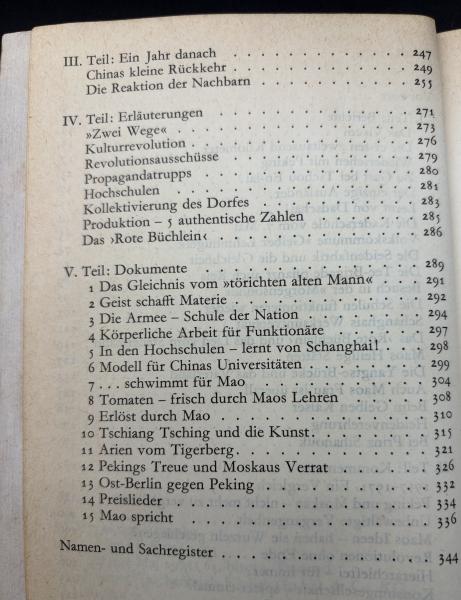 III. Teil: Ein Jahr danach . . . . . . . . . . . . . 247
Chinas kleine Rückkehr . . . . . . . . . . . . . 249
Die Reaktion der Nachbarn . . . . . . . . . . . . 255
IV. Teil: Erläuterungen . . . . . . . . . . . . . . 271
»Zwei Wege« . . . . . . . . . . . . . . . . . 273
Kulturrevolution . . . . . . . . . . . . . . . 276
Revolutionsausschüsse . . . . . . . . . . . . . 279
Propagandatrupps . . . . . . . . . . . . . . . 280
Hochschulen . . . . . . . . . . . . . . . . . 281
Kollektivierung des Dorfes . . . . . . . . . . . 283
Produktion – 5 authentische Zahlen . . . . . . . . 285
Das ›Rote Büchlein‹ . . . . . . . . . . . . . . 286
V. Teil: Dokumente . . . . . . . . . . . . . . . 289
1 Das Gleichnis vom »törichten alten Mann« . . . . . 291
2 Geist schafft Materie . . . . . . . . . . . . . 292
3 Die Armee – Schule der Nation . . . . . . . . . 294
4 Körperliche Arbeit für Funktionäre . . . . . . . . 297
5 In den Hochschulen – lernt von Schanghai! . . . . . 298
6 Modell für Chinas Universitäten . . . . . . . . . 299
7 . . . schwimmt für Mao . . . . . . . . . . . . 304
8 Tomaten – frisch durch Maos Lehren . . . . . . . 308
9 Erlöst durch Mao . . . . . . . . . . . . . . . 310
10 Tschiang Tsching und die Kunst . . . . . . . . . 315
11 Arien vom Tigerberg . . . . . . . . . . . . . . 321
12 Pekings Treue und Moskaus Verrat . . . . . . . . 326
13 Ost-Berlin gegen Peking . . . . . . . . . . . . 332
14 Preislieder . . . . . . . . . . . . . . . . . 334
15 Mao spricht . . . . . . . . . . . . . . . . . 336
Namen- und Sachregister . . . . . . . . . . . . . . 344